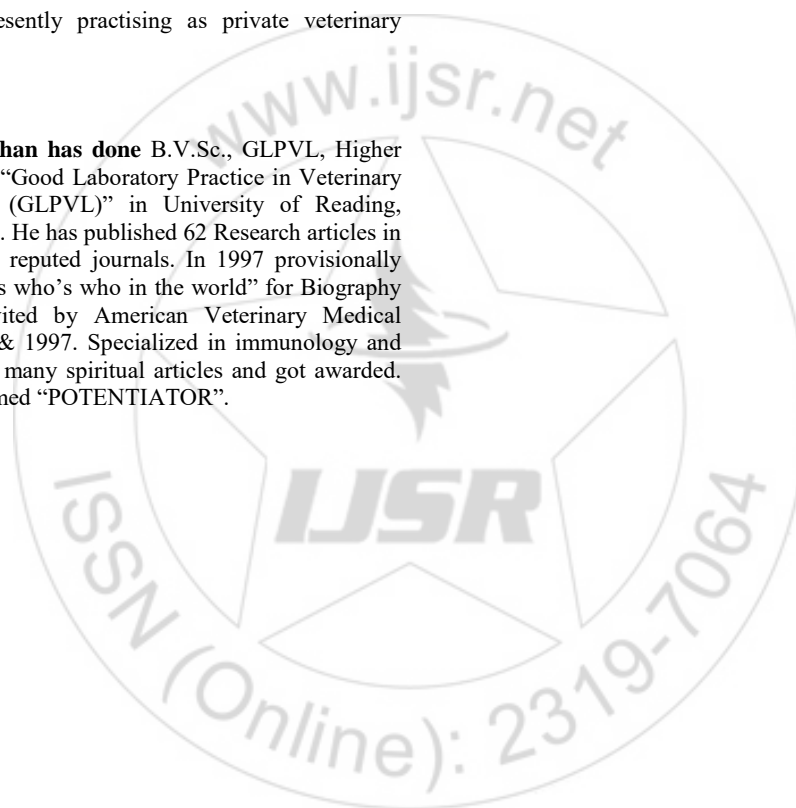 esently practising as private veterinary
www.ijsr.net
han has done B.V.Sc., GLPVL, Higher
“Good Laboratory Practice in Veterinary
(GLPVL)” in University of Reading,
. He has published 62 Research articles in
reputed journals. In 1997 provisionally
s who’s who in the world” for Biography
vited by American Veterinary Medical
& 1997. Specialized in immunology and
many spiritual articles and got awarded.
med “POTENTIATOR”.
IJSR
ISSN (Online): 2319-7064